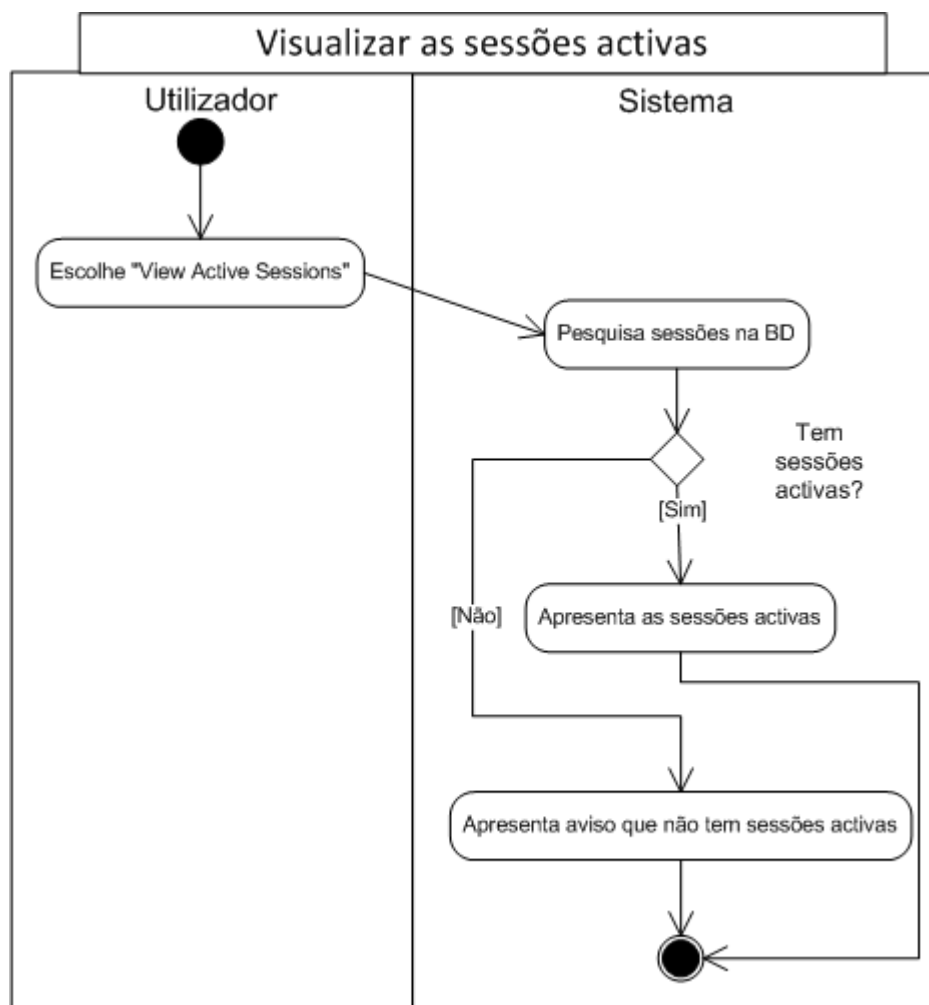 Visualizar as sessões activas
Utilizador
Sistema
Escolhe "View Active Sessions"
Pesquisa sessões na BD
Tem
sessões
activas?
[Sim]
[Não]
Apresenta as sessões activas
Apresenta aviso que não tem sessões activas